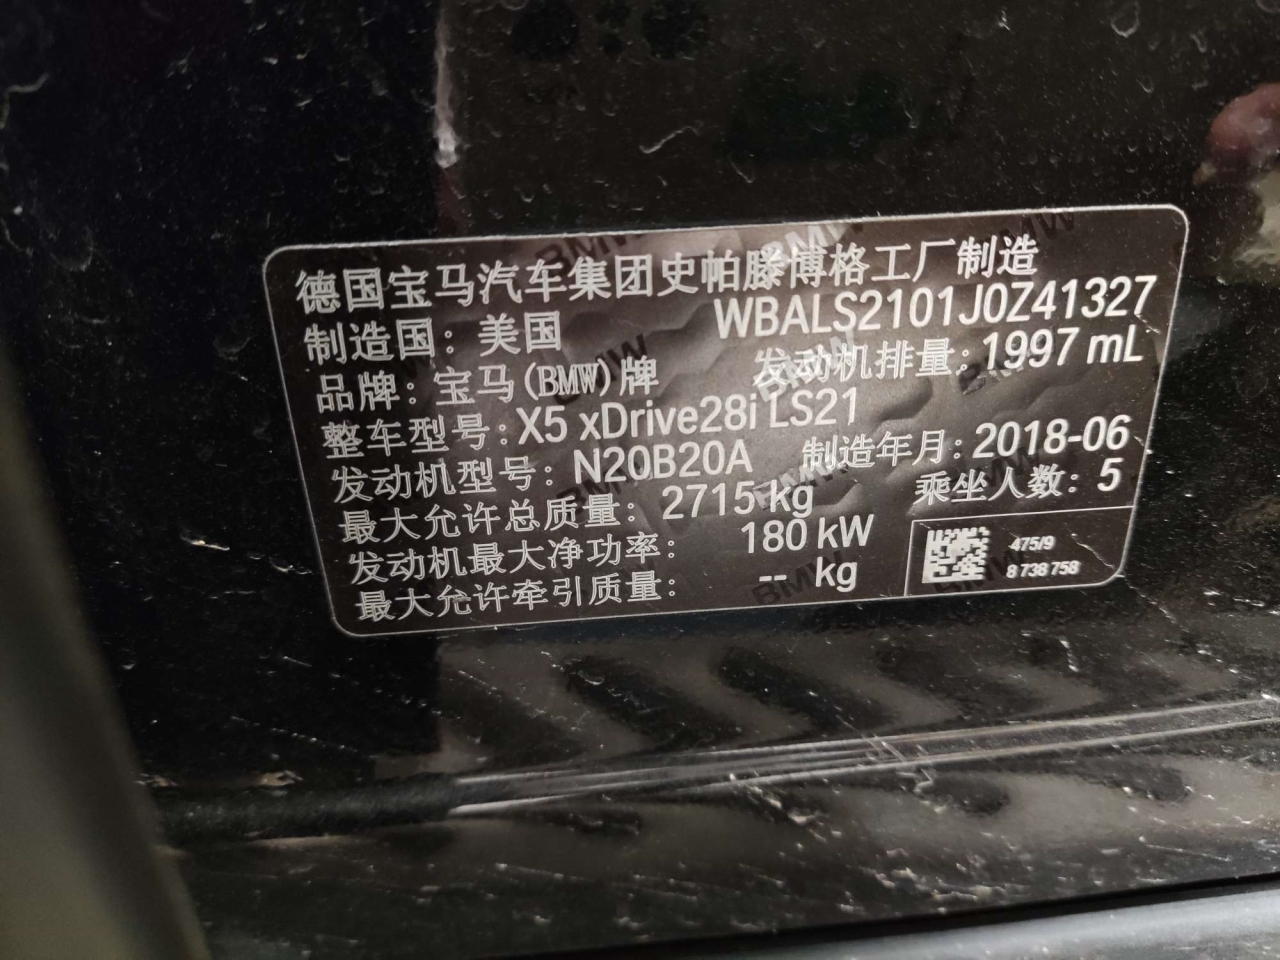 德国宝马汽车集团史帕滕博格工厂制造
制造国：美国 WBALS2101J0Z41327
品牌：宝马(BMW)牌 发动机排量：1997 mL
整车型号：X5 xDrive28i LS21
发动机型号：N20B20A 制造年月：2018-06
最大允许总质量：2715 kg 乘坐人数：5
发动机最大净功率：180 kW
最大允许牵引质量：-- kg
475/9
8 738 758